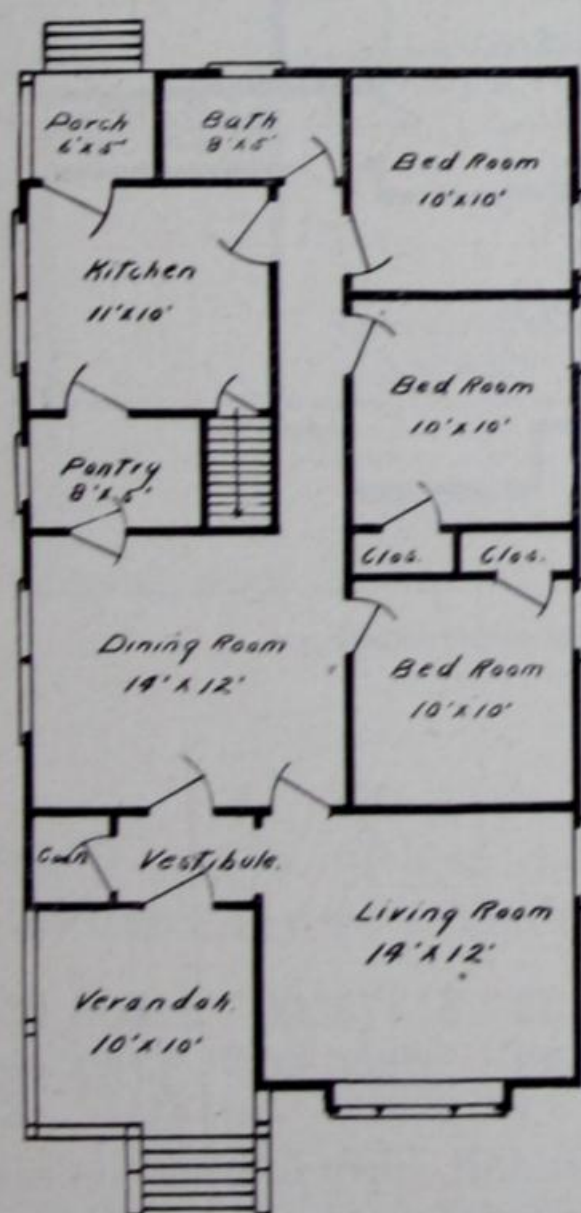 Porch
6'x5'
Bath
8'x5'
Bed Room
10'x10'
Kitchen
11'x10'
Bed Room
10'x10'
Pantry
8'x5'
Clos.
Clos.
Dining Room
14'x12'
Bed Room
10'x10'
Vestibule.
Living Room
14'x12'
Verandah.
10'x10'